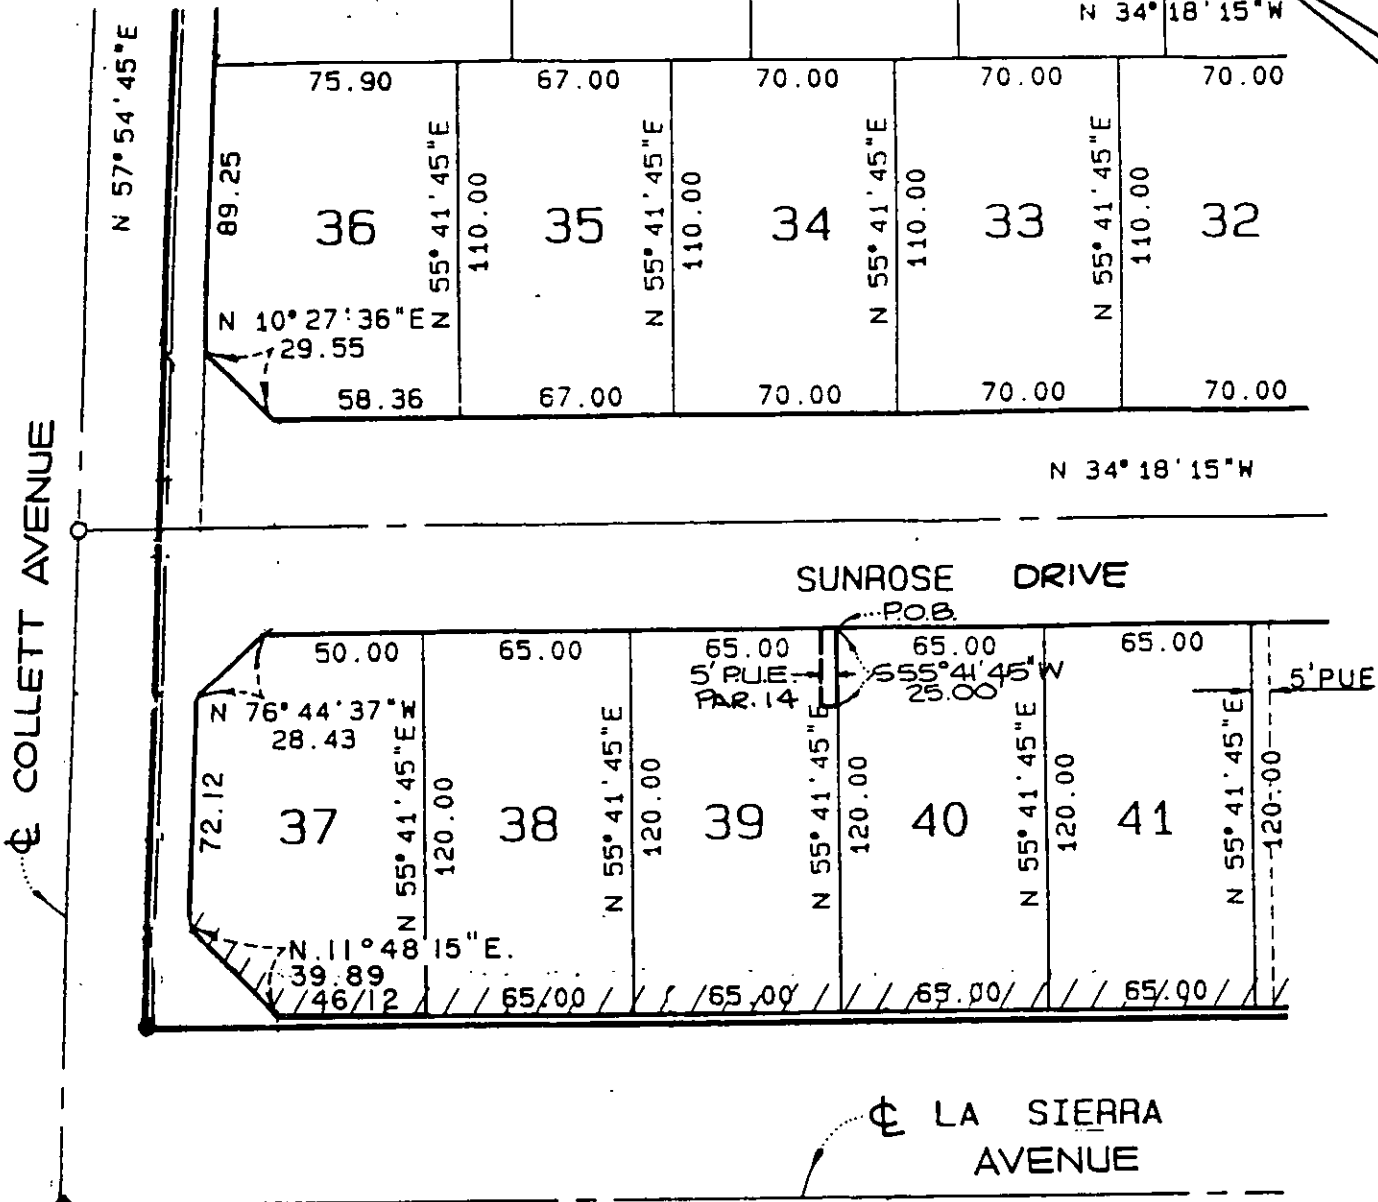 N 34°18'15"W
N 57°54'45"E
75.90
67.00
70.00
70.00
70.00
89.25
36
N 55°41'45"E
110.00
35
N 55°41'45"E
110.00
34
N 55°41'45"E
110.00
33
N 55°41'45"E
110.00
32
N 10°27'36"E
29.55
58.36
67.00
70.00
70.00
70.00
N 34°18'15"W
℄ COLLETT AVENUE
SUNROSE DRIVE
P.O.B.
50.00
65.00
65.00
65.00
65.00
5' P.U.E.
PAR. 14
S55°41'45"W
25.00
5' PUE
N 76°44'37"W
28.43
72.12
37
N 55°41'45"E
120.00
38
N 55°41'45"E
120.00
39
N 55°41'45"E
120.00
40
N 55°41'45"E
120.00
41
N 55°41'45"E
120.00
N. 11°48'15"E.
39.89
46.12
65.00
65.00
65.00
65.00
℄ LA SIERRA
AVENUE